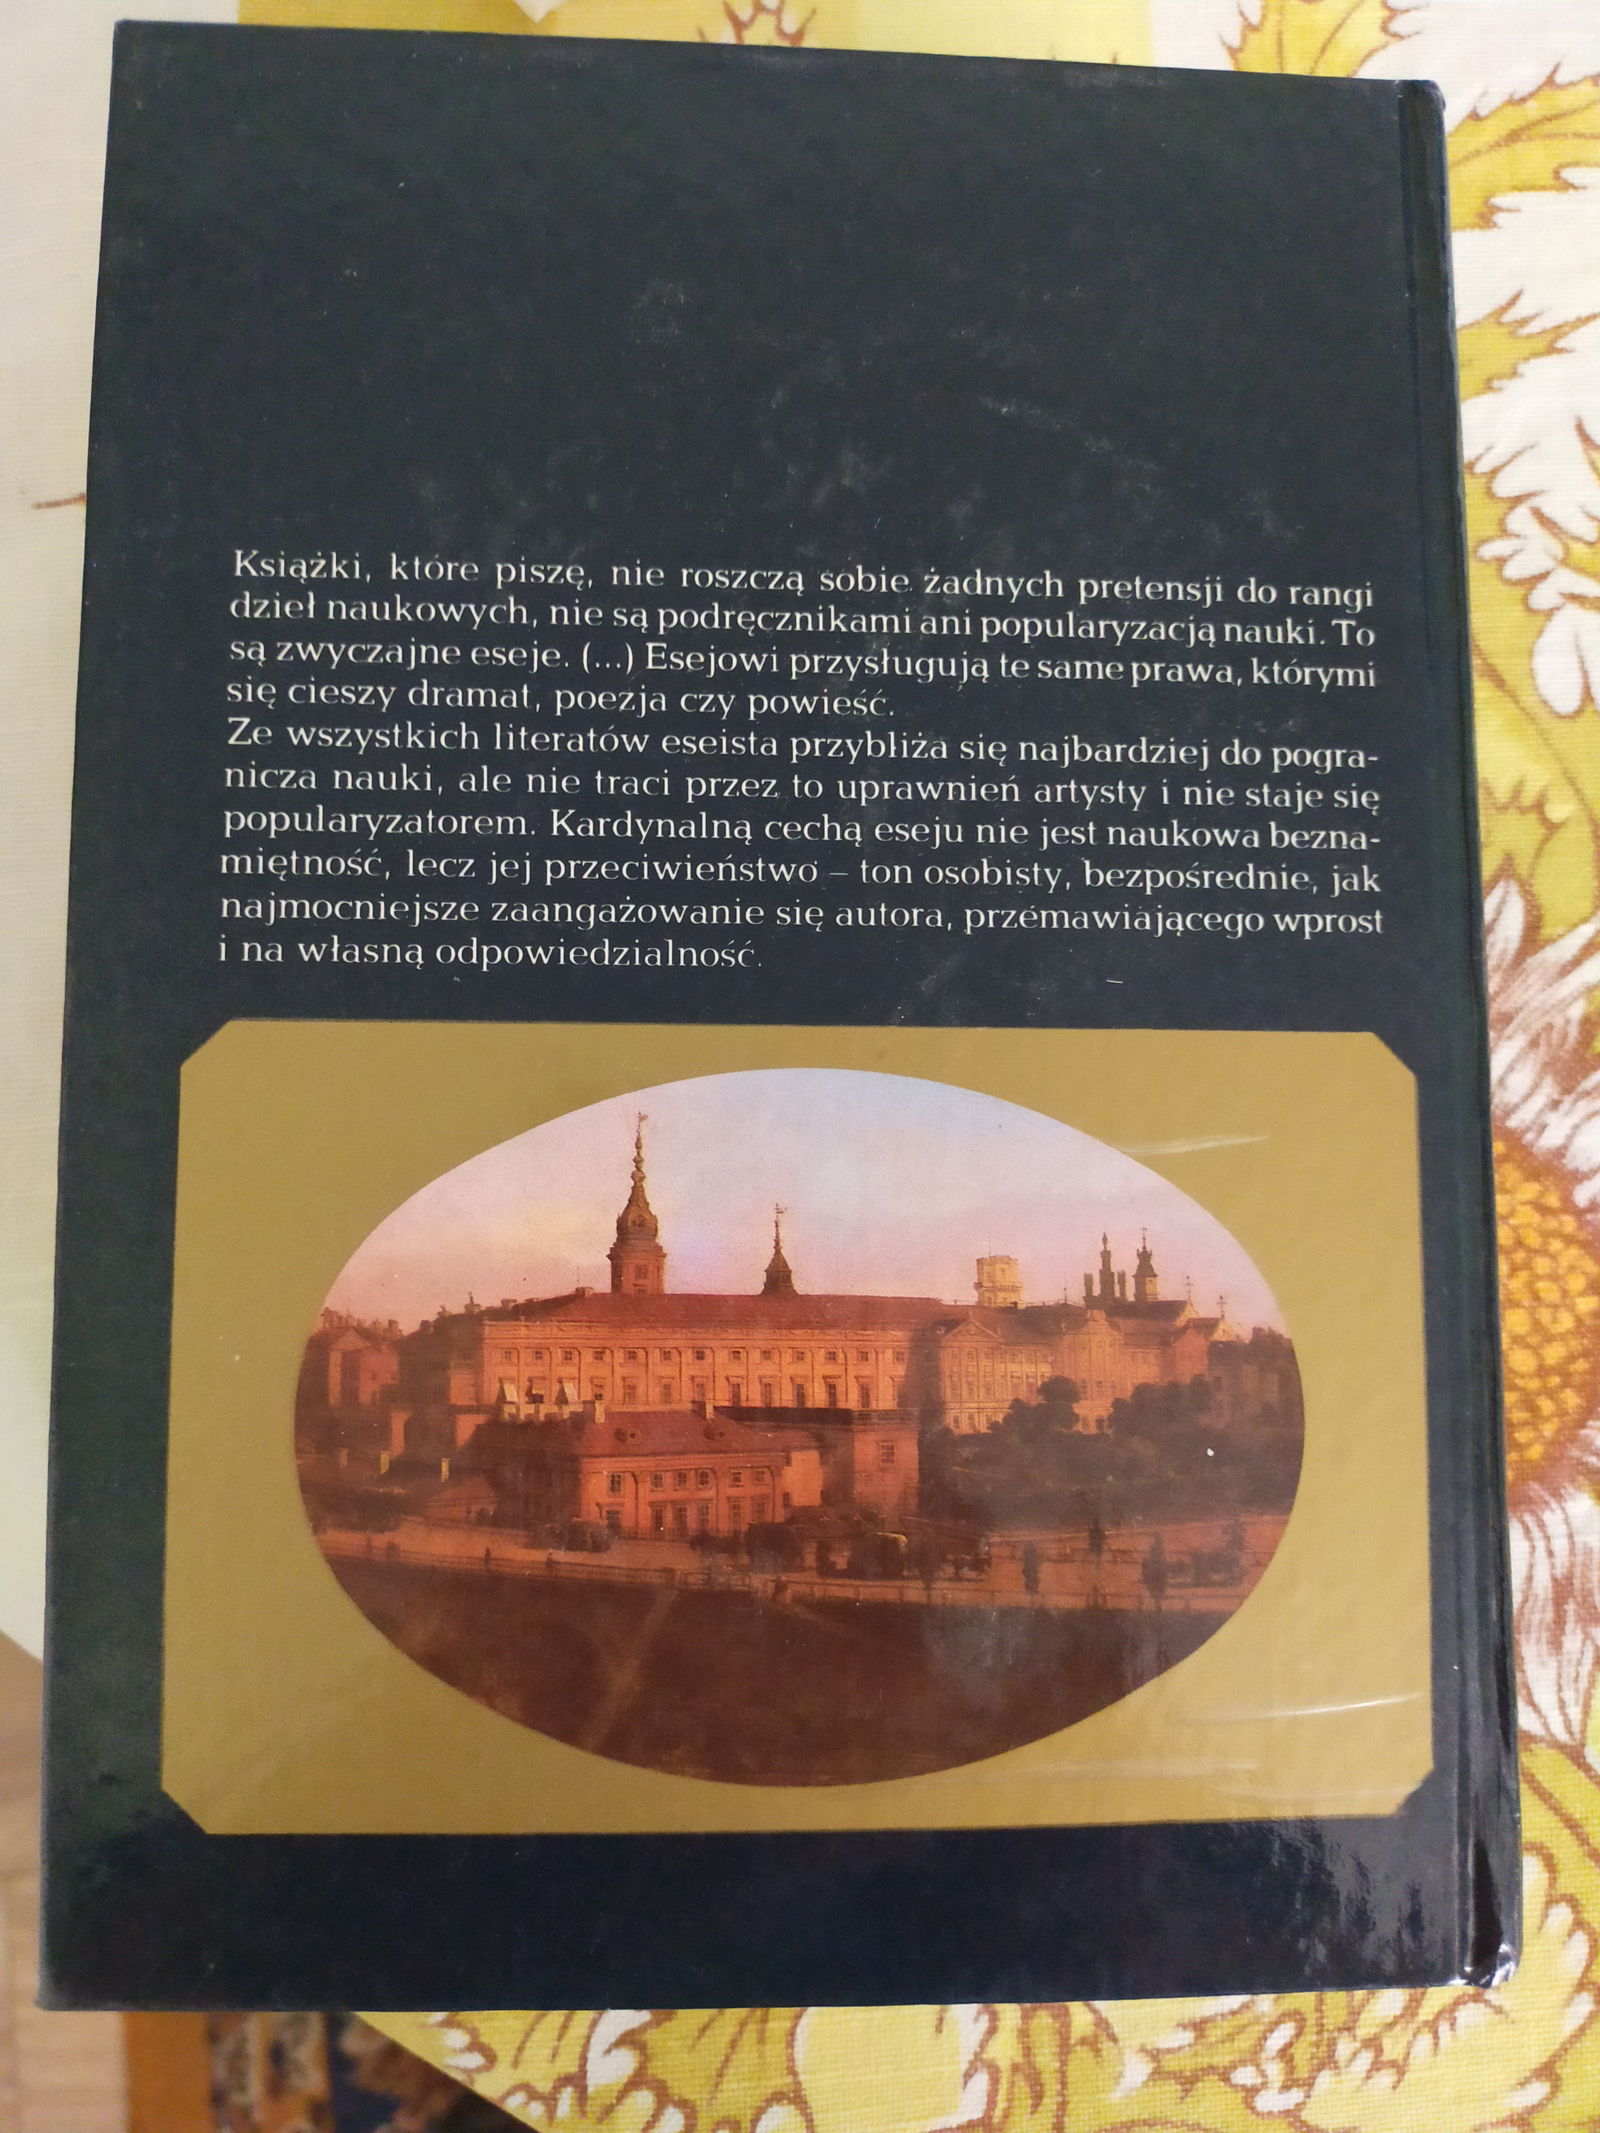 Książki, które piszę, nie roszczą sobie żadnych pretensji do rangi
dzieł naukowych, nie są podręcznikami ani popularyzacją nauki. To
są zwyczajne eseje. (...) Esejowi przysługują te same prawa, którymi
się cieszy dramat, poezja czy powieść.
Ze wszystkich literatów eseista przybliża się najbardziej do pogra-
nicza nauki, ale nie traci przez to uprawnień artysty i nie staje się
popularyzatorem. Kardynalną cechą eseju nie jest naukowa bezna-
miętność, lecz jej przeciwieństwo – ton osobisty, bezpośrednie, jak
najmocniejsze zaangażowanie się autora, przemawiającego wprost
i na własną odpowiedzialność.